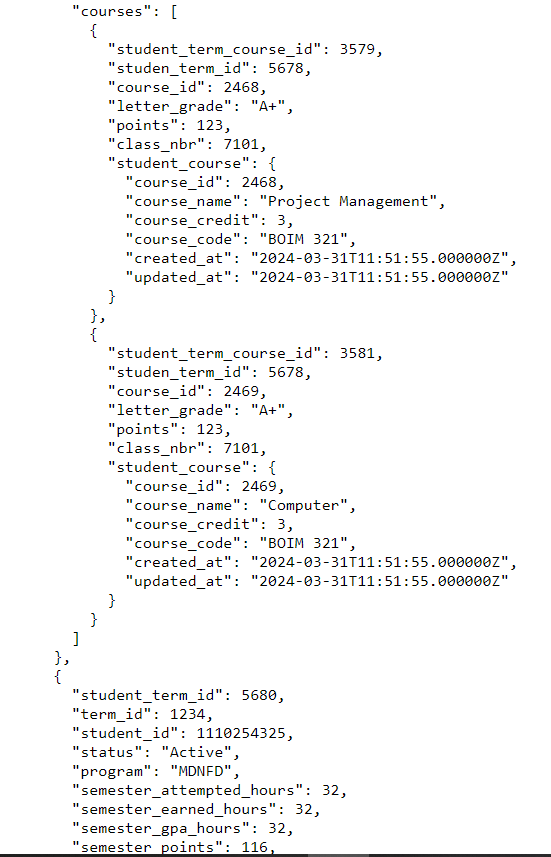 "courses": [
{
"student_term_course_id": 3579,
"studen_term_id": 5678,
"course_id": 2468,
"letter_grade": "A+",
"points": 123,
"class_nbr": 7101,
"student_course": {
"course_id": 2468,
"course_name": "Project Management",
"course_credit": 3,
"course_code": "BOIM 321",
"created_at": "2024-03-31T11:51:55.000000Z",
"updated_at": "2024-03-31T11:51:55.000000Z"
}
},
{
"student_term_course_id": 3581,
"studen_term_id": 5678,
"course_id": 2469,
"letter_grade": "A+",
"points": 123,
"class_nbr": 7101,
"student_course": {
"course_id": 2469,
"course_name": "Computer",
"course_credit": 3,
"course_code": "BOIM 321",
"created_at": "2024-03-31T11:51:55.000000Z",
"updated_at": "2024-03-31T11:51:55.000000Z"
}
}
]
},
{
"student_term_id": 5680,
"term_id": 1234,
"student_id": 1110254325,
"status": "Active",
"program": "MDNFD",
"semester_attempted_hours": 32,
"semester_earned_hours": 32,
"semester_gpa_hours": 32,
"semester_points": 116,